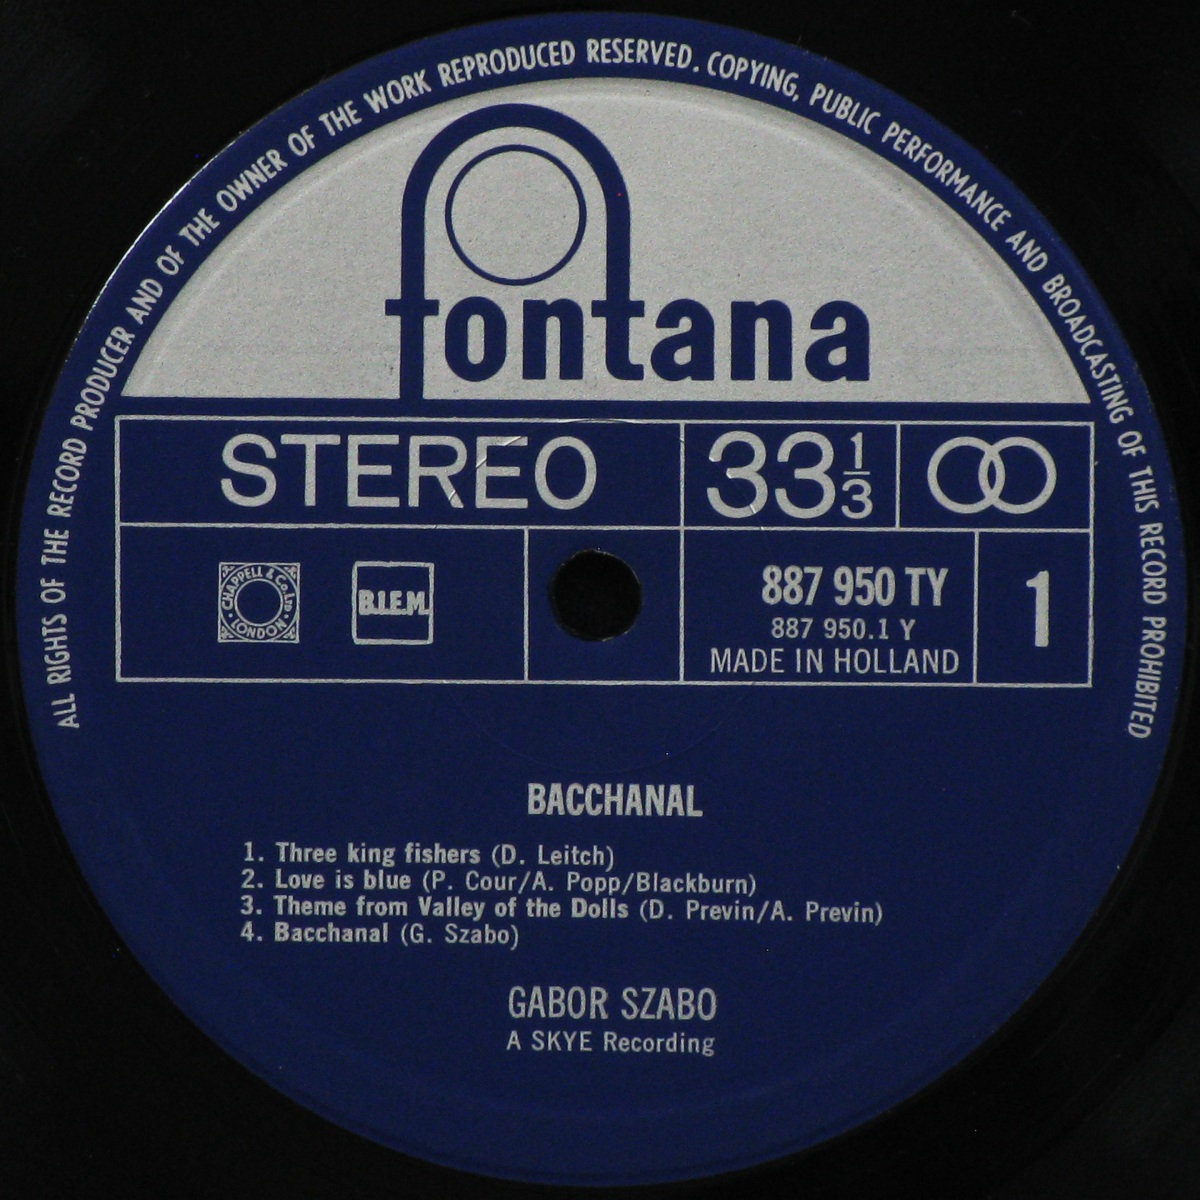 ALL RIGHTS OF THE RECORD PRODUCER AND OF THE OWNER OF THE WORK REPRODUCED RESERVED. COPYING, PUBLIC PERFORMANCE AND BROADCASTING OF THIS RECORD PROHIBITED
fontana
STEREO 33 1/3
CHAPPELL & Co. LTD LONDON
B.I.E.M.
887 950 TY
887 950.1 Y
MADE IN HOLLAND
1
BACCHANAL
1. Three king fishers (D. Leitch)
2. Love is blue (P. Cour/A. Popp/Blackburn)
3. Theme from Valley of the Dolls (D. Previn/A. Previn)
4. Bacchanal (G. Szabo)
GABOR SZABO
A SKYE Recording